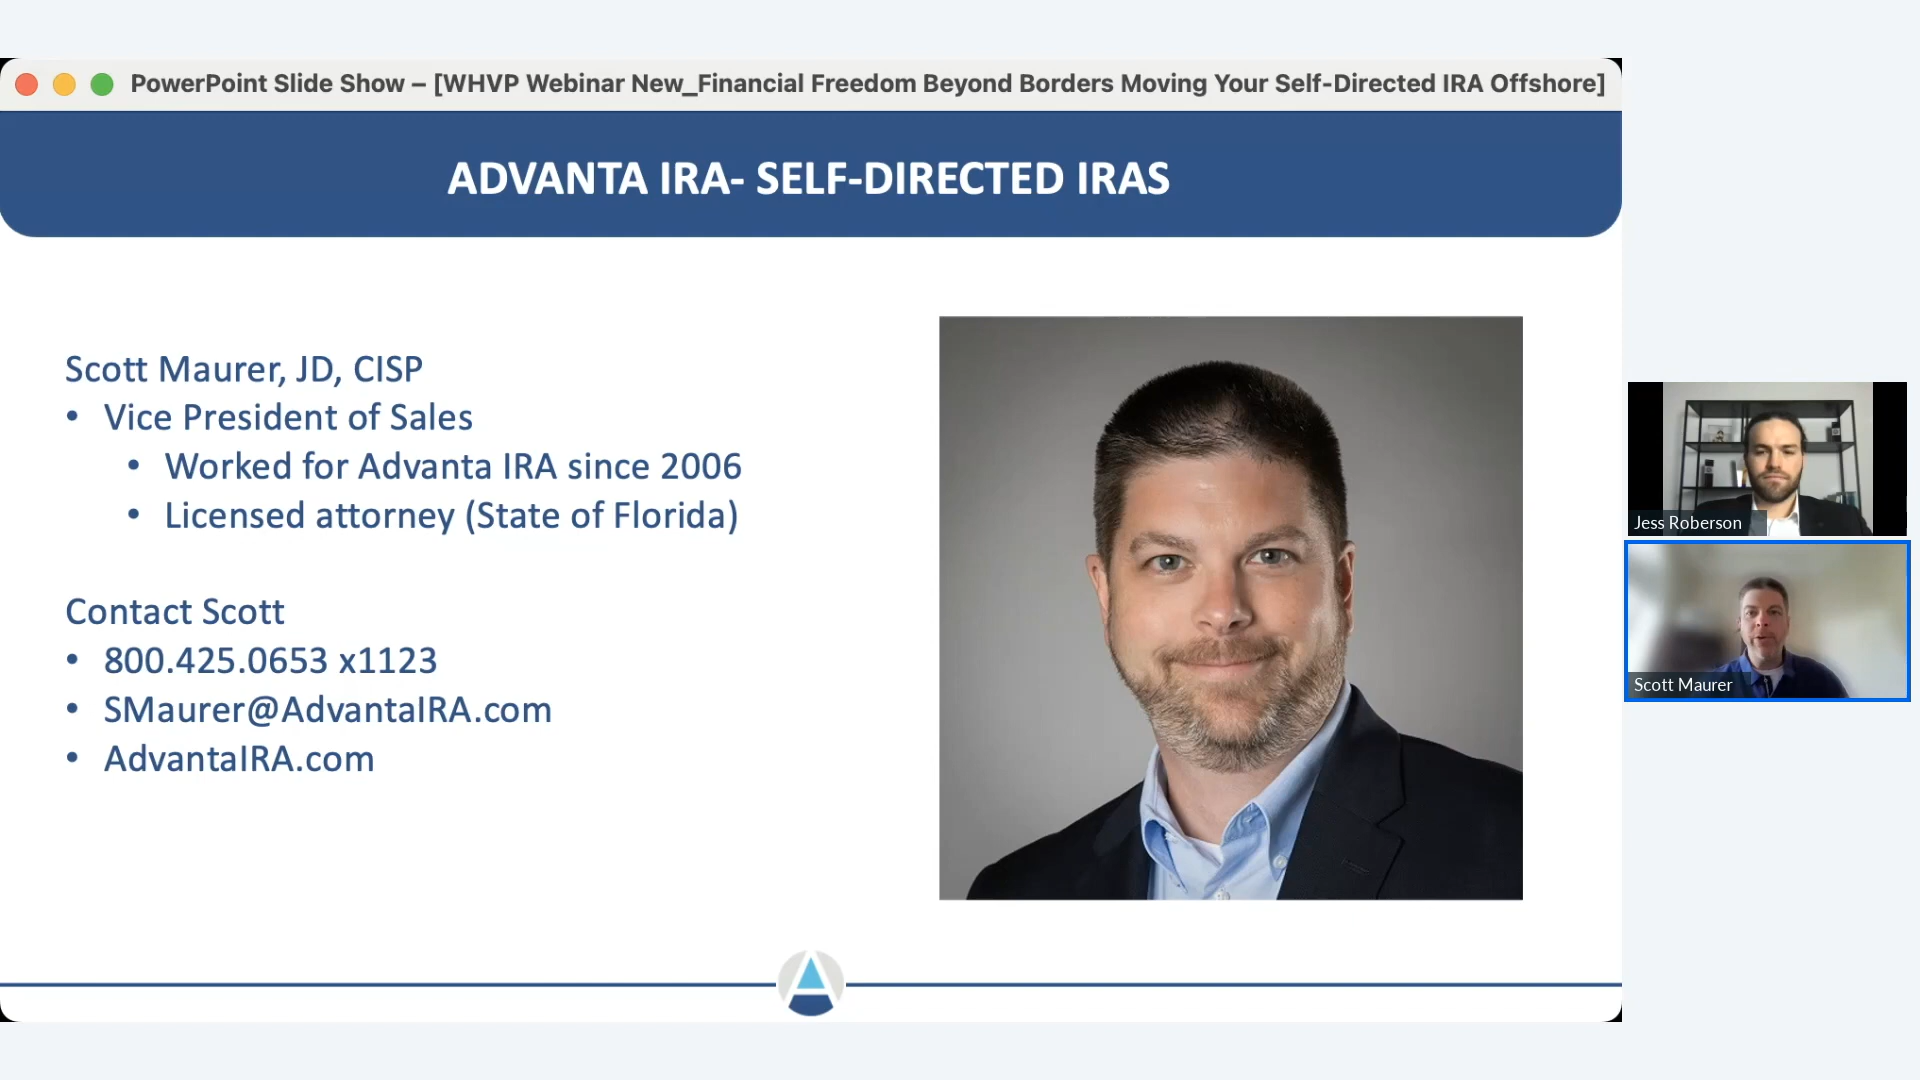 PowerPoint Slide Show – [WHVP Webinar New_Financial Freedom Beyond Borders Moving Your Self-Directed IRA Offshore]
ADVANTA IRA- SELF-DIRECTED IRAS
Scott Maurer, JD, CISP
• Vice President of Sales
• Worked for Advanta IRA since 2006
• Licensed attorney (State of Florida)
Contact Scott
• 800.425.0653 x1123
• SMaurer@AdvantaIRA.com
• AdvantaIRA.com
Jess Roberson
Scott Maurer